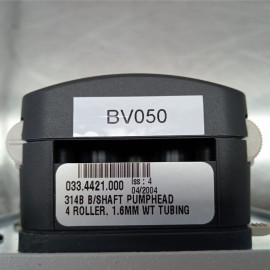 BV050
033.4421.000 Iss : 4
04/2004
314B B/SHAFT PUMPHEAD
4 ROLLER, 1.6MM WT TUBING